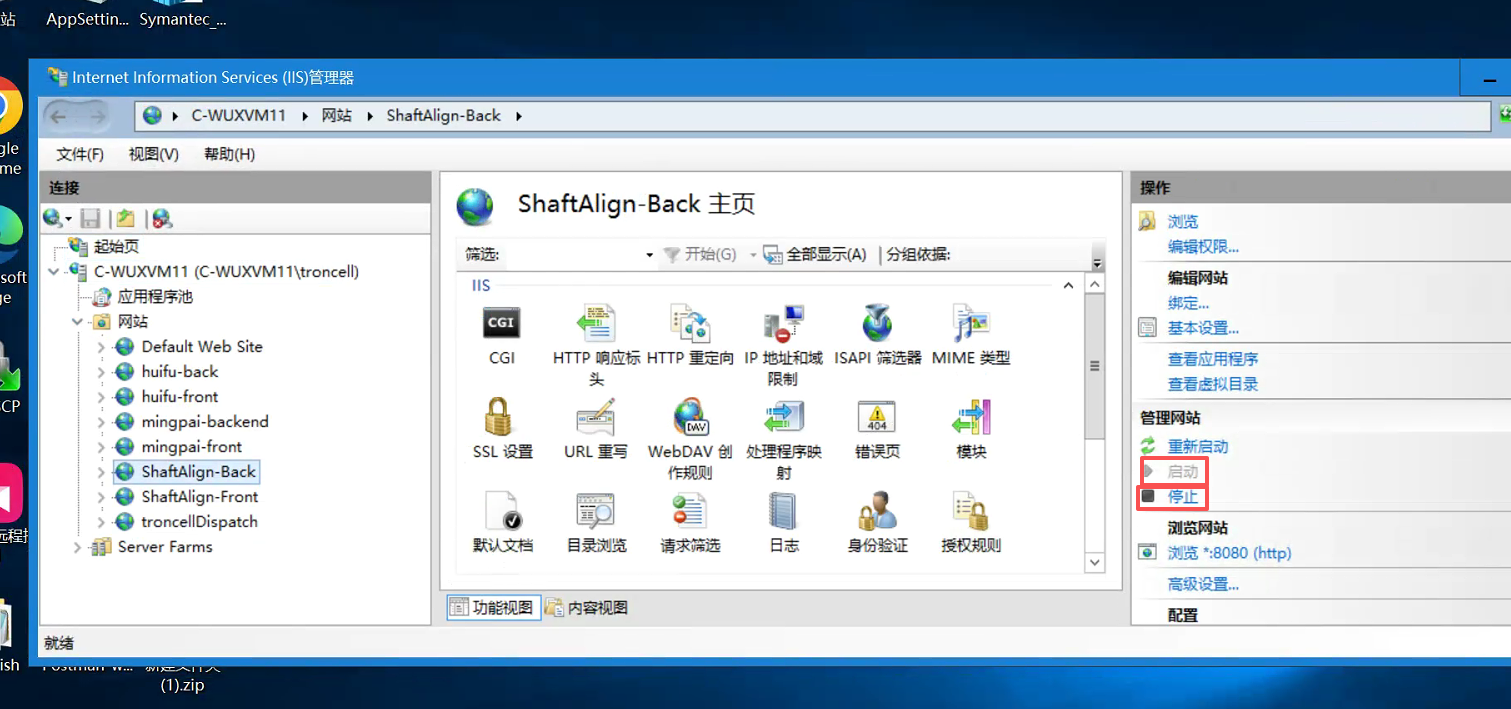 站
AppSettin...
Symantec_...
Internet Information Services (IIS)管理器
C-WUXVM11
网站
ShaftAlign-Back
文件(F)
视图(V)
帮助(H)
连接
起始页
C-WUXVM11 (C-WUXVM11\troncell)
应用程序池
网站
Default Web Site
huifu-back
huifu-front
mingpai-backend
mingpai-front
ShaftAlign-Back
ShaftAlign-Front
troncellDispatch
Server Farms
ShaftAlign-Back 主页
筛选:
开始(G)
全部显示(A)
分组依据:
IIS
CGI
CGI
HTTP 响应标
头
HTTP 重定向
IP 地址和域
限制
ISAPI 筛选器
MIME 类型
SSL 设置
URL 重写
DAV
WebDAV 创
作规则
处理程序映
射
404
错误页
模块
默认文档
目录浏览
请求筛选
日志
身份验证
授权规则
功能视图
内容视图
操作
浏览
编辑权限...
编辑网站
绑定...
基本设置...
查看应用程序
查看虚拟目录
管理网站
重新启动
启动
停止
浏览网站
浏览 *:8080 (http)
高级设置...
配置
就绪
gle
me
soft
ge
CP
远程控
ish
(1).zip